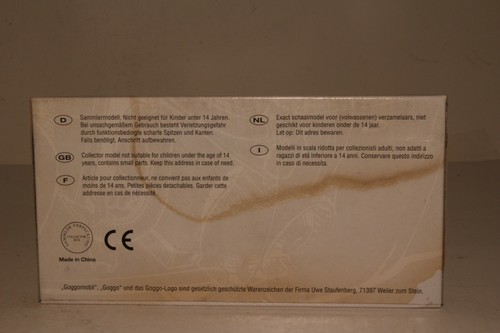 D Sammlermodell, Nicht geeignet für Kinder unter 14 Jahren.
Bei unsachgemäßem Gebrauch besteht Verletzungsgefahr
durch funktionsbedingte scharfe Spitzen und Kanten.
Falls benötigt, Anschrift aufbewahren.
GB Collector model not suitable for children under the age of 14
years, contains small parts. Keep this address in case of need.
F Article pour collectionneur, ne convient pas aux enfants de
moins de 14 ans. Petites pièces detachables. Garder cette
addresse en cas de nécessité.
NL Exact schaalmodel voor (volwassenen) verzamelaars, niet
geschikt voor kinderen onder de 14 jaar.
Let op: Dit adres bewaren.
I Modelli in scala ridotta per collezionisti adulti, non adatti a
ragazzi di età inferiore a 14 anni. Conservare questo indirizzo
in caso di necessità.
CE
Made in China
„Goggomobil", „Goggo" und das Goggo-Logo sind gesetzlich geschützte Warenzeichen der Firma Uwe Staufenberg, 71397 Weiler zum Stein.